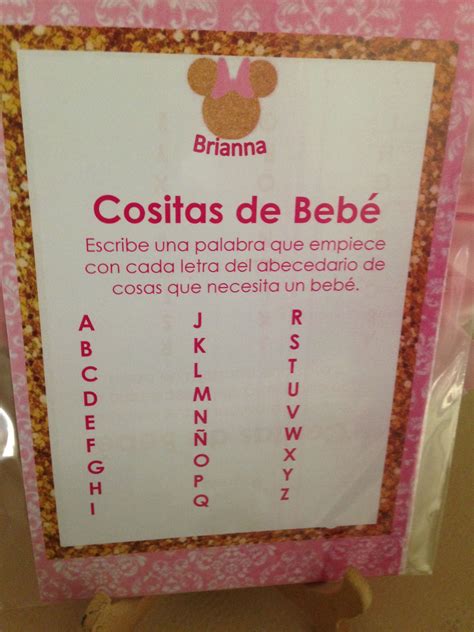 Brianna
Cositas de Bebé
Escribe una palabra que empiece
con cada letra del abecedario de
cosas que necesita un bebé.
A
B
C
D
E
F
G
H
I
J
K
L
M
N
Ñ
O
P
Q
R
S
T
U
V
W
X
Y
Z